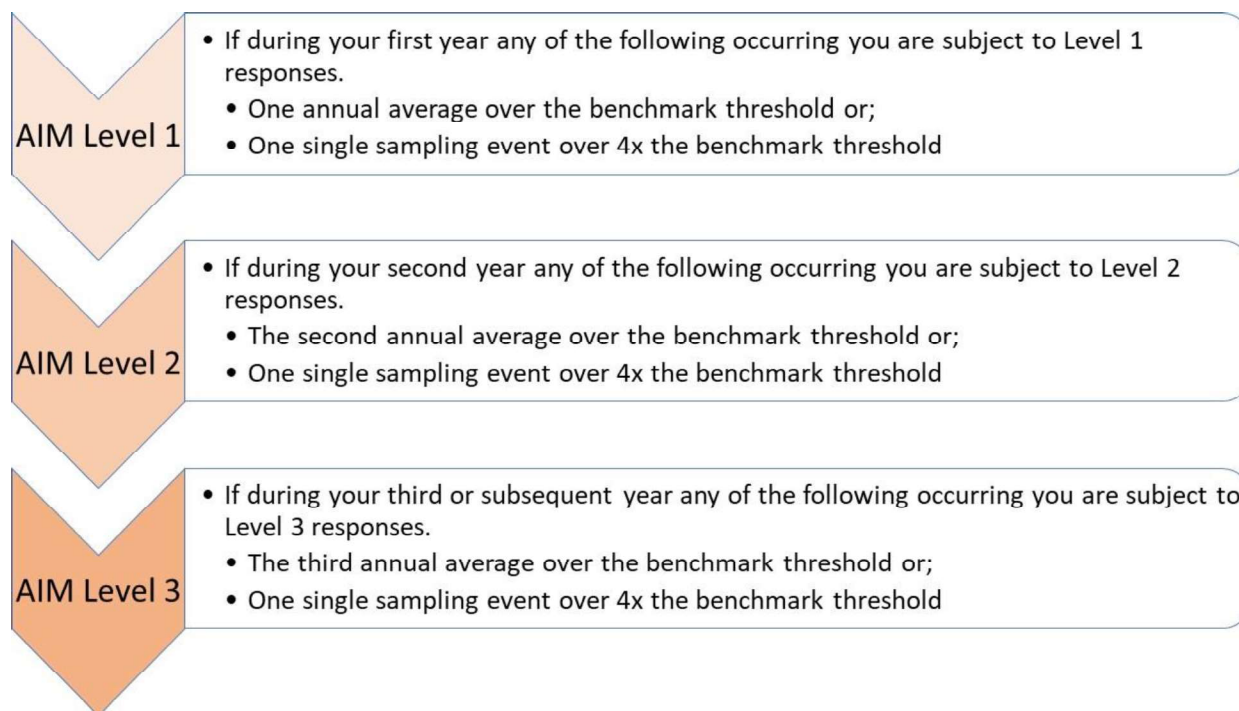 AIM Level 1
• If during your first year any of the following occurring you are subject to Level 1
responses.
• One annual average over the benchmark threshold or;
• One single sampling event over 4x the benchmark threshold
AIM Level 2
• If during your second year any of the following occurring you are subject to Level 2
responses.
• The second annual average over the benchmark threshold or;
• One single sampling event over 4x the benchmark threshold
AIM Level 3
• If during your third or subsequent year any of the following occurring you are subject to
Level 3 responses.
• The third annual average over the benchmark threshold or;
• One single sampling event over 4x the benchmark threshold